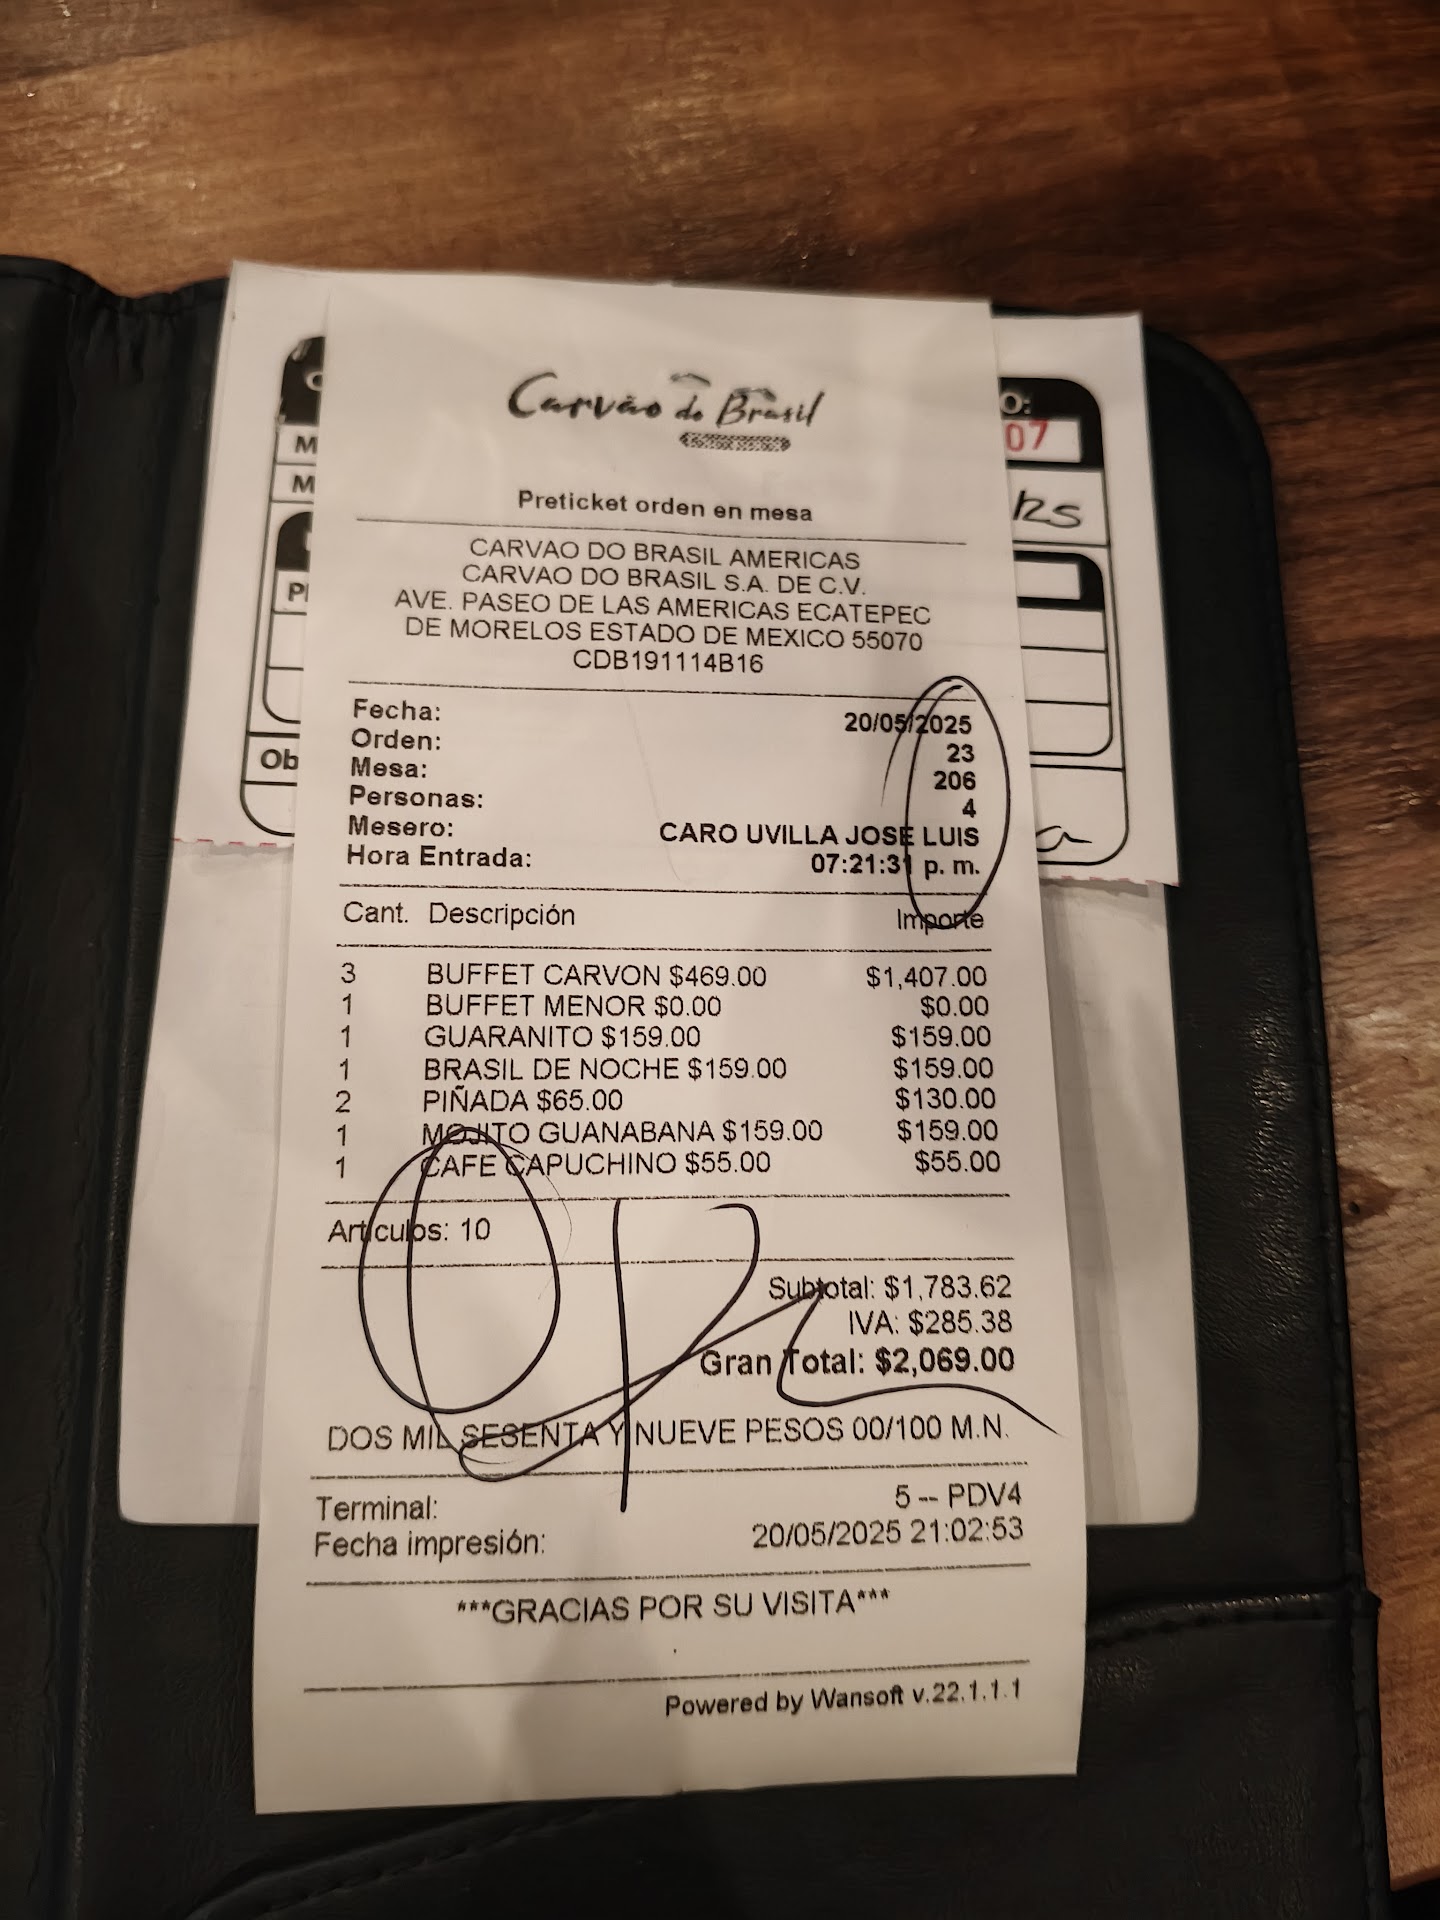 Carvão do Brasil
Preticket orden en mesa
CARVAO DO BRASIL AMERICAS
CARVAO DO BRASIL S.A. DE C.V.
AVE. PASEO DE LAS AMERICAS ECATEPEC
DE MORELOS ESTADO DE MEXICO 55070
CDB191114B16
Fecha: 20/05/2025
Orden: 23
Mesa: 206
Personas: 4
Mesero: CARO UVILLA JOSE LUIS
Hora Entrada: 07:21:31 p. m.
Cant. Descripción Importe
3 BUFFET CARVON $469.00 $1,407.00
1 BUFFET MENOR $0.00 $0.00
1 GUARANITO $159.00 $159.00
1 BRASIL DE NOCHE $159.00 $159.00
2 PIÑADA $65.00 $130.00
1 MOJITO GUANABANA $159.00 $159.00
1 CAFE CAPUCHINO $55.00 $55.00
Articulos: 10
Subtotal: $1,783.62
IVA: $285.38
Gran Total: $2,069.00
DOS MIL SESENTA Y NUEVE PESOS 00/100 M.N.
Terminal: 5 -- PDV4
Fecha impresión: 20/05/2025 21:02:53
***GRACIAS POR SU VISITA***
Powered by Wansoft v.22.1.1.1
O:
07